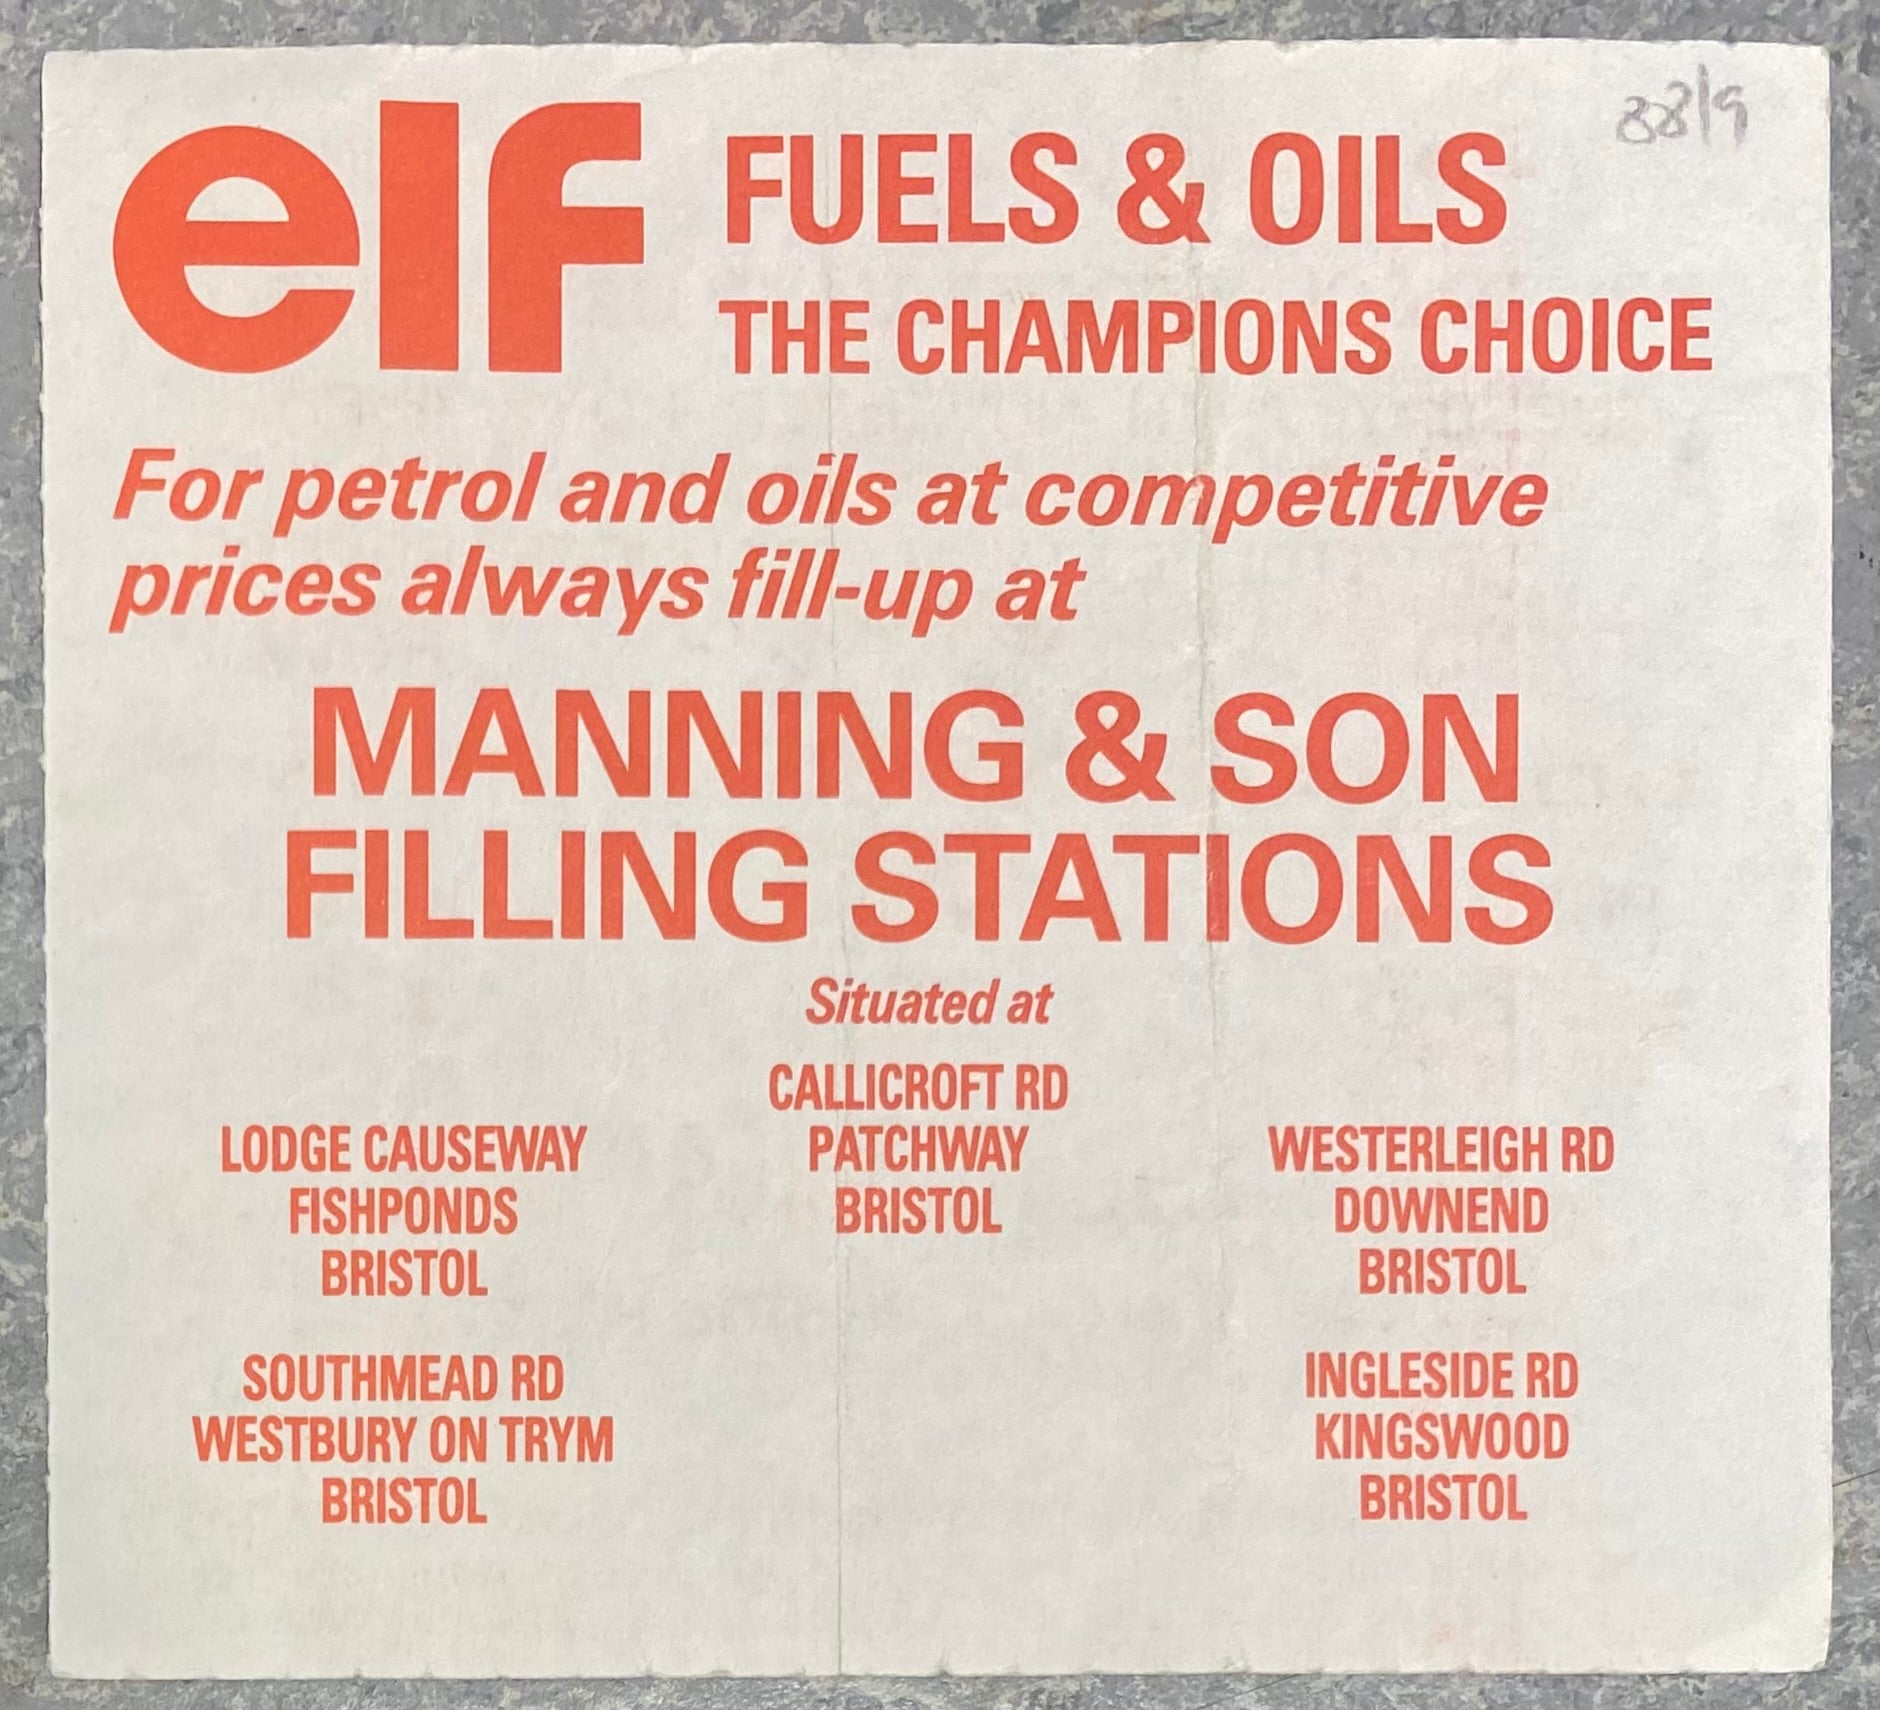 88/9
elf
FUELS & OILS
THE CHAMPIONS CHOICE
For petrol and oils at competitive
prices always fill-up at
MANNING & SON
FILLING STATIONS
Situated at
CALLICROFT RD
PATCHWAY
BRISTOL
LODGE CAUSEWAY
FISHPONDS
BRISTOL
WESTERLEIGH RD
DOWNEND
BRISTOL
SOUTHMEAD RD
WESTBURY ON TRYM
BRISTOL
INGLESIDE RD
KINGSWOOD
BRISTOL